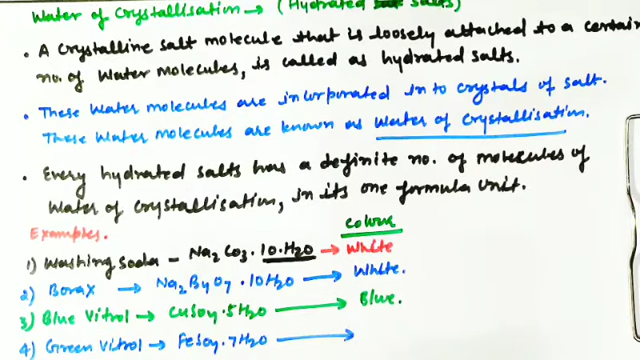 Water of Crystallisation → (Hydrated salts)
• A Crystalline salt molecule that is loosely attached to a certain
no. of water molecules, is called as hydrated salts.
• These water molecules are incorporated in to crystals of salt.
These water molecules are known as water of crystallisation.
• Every hydrated salts has a definite no. of molecules of
water of crystallisation, in its one formula unit.
Examples. Colour
1) Washing Soda – Na2CO3.10.H2O → White
2) Borax → Na2B4O7.10H2O → White.
3) Blue Vitrol → CuSO4.5H2O → Blue.
4) Green Vitrol → FeSO4.7H2O →